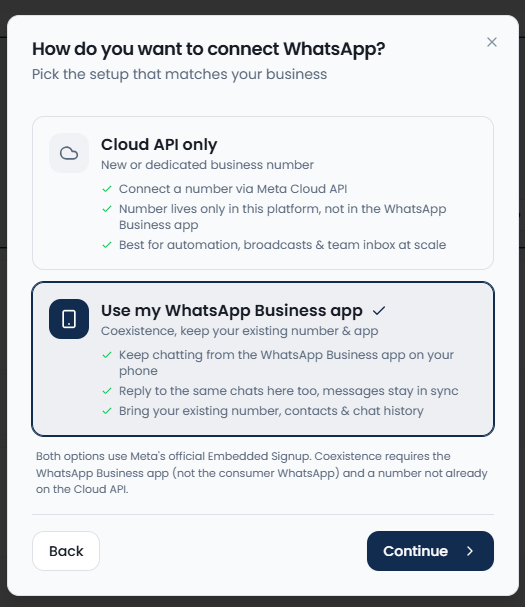 How do you want to connect WhatsApp?
Pick the setup that matches your business
Cloud API only
New or dedicated business number
Connect a number via Meta Cloud API
Number lives only in this platform, not in the WhatsApp
Business app
Best for automation, broadcasts & team inbox at scale
Use my WhatsApp Business app
Coexistence, keep your existing number & app
Keep chatting from the WhatsApp Business app on your
phone
Reply to the same chats here too, messages stay in sync
Bring your existing number, contacts & chat history
Both options use Meta's official Embedded Signup. Coexistence requires the
WhatsApp Business app (not the consumer WhatsApp) and a number not already
on the Cloud API.
Back
Continue